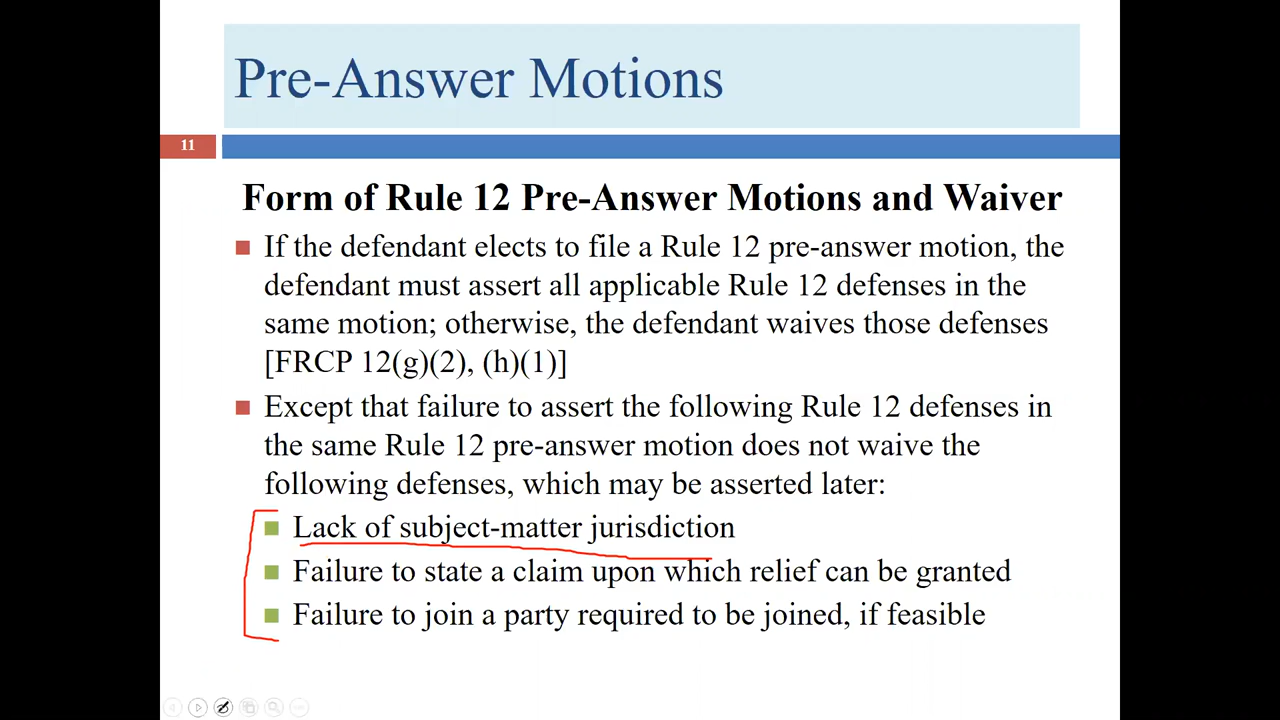 Pre-Answer Motions
11
Form of Rule 12 Pre-Answer Motions and Waiver
If the defendant elects to file a Rule 12 pre-answer motion, the
defendant must assert all applicable Rule 12 defenses in the
same motion; otherwise, the defendant waives those defenses
[FRCP 12(g)(2), (h)(1)]
Except that failure to assert the following Rule 12 defenses in
the same Rule 12 pre-answer motion does not waive the
following defenses, which may be asserted later:
Lack of subject-matter jurisdiction
Failure to state a claim upon which relief can be granted
Failure to join a party required to be joined, if feasible